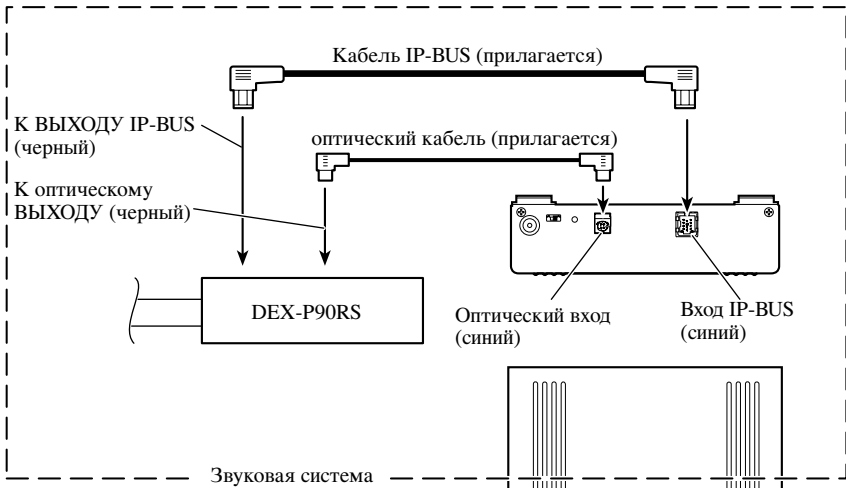 Кабель IP-BUS (прилагается)
К ВЫХОДУ IP-BUS
(черный)
оптический кабель (прилагается)
К оптическому
ВЫХОДУ (черный)
DEX-P90RS
Оптический вход
(синий)
Вход IP-BUS
(синий)
Звуковая система